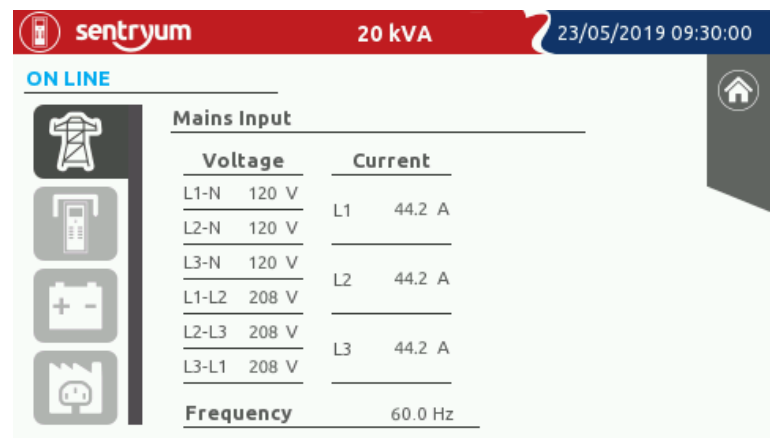 sentryum 20 kVA 23/05/2019 09:30:00
ON LINE
Mains Input
Voltage Current
L1-N 120 V
L1 44.2 A
L2-N 120 V
L3-N 120 V
L2 44.2 A
L1-L2 208 V
L2-L3 208 V
L3 44.2 A
L3-L1 208 V
Frequency 60.0 Hz